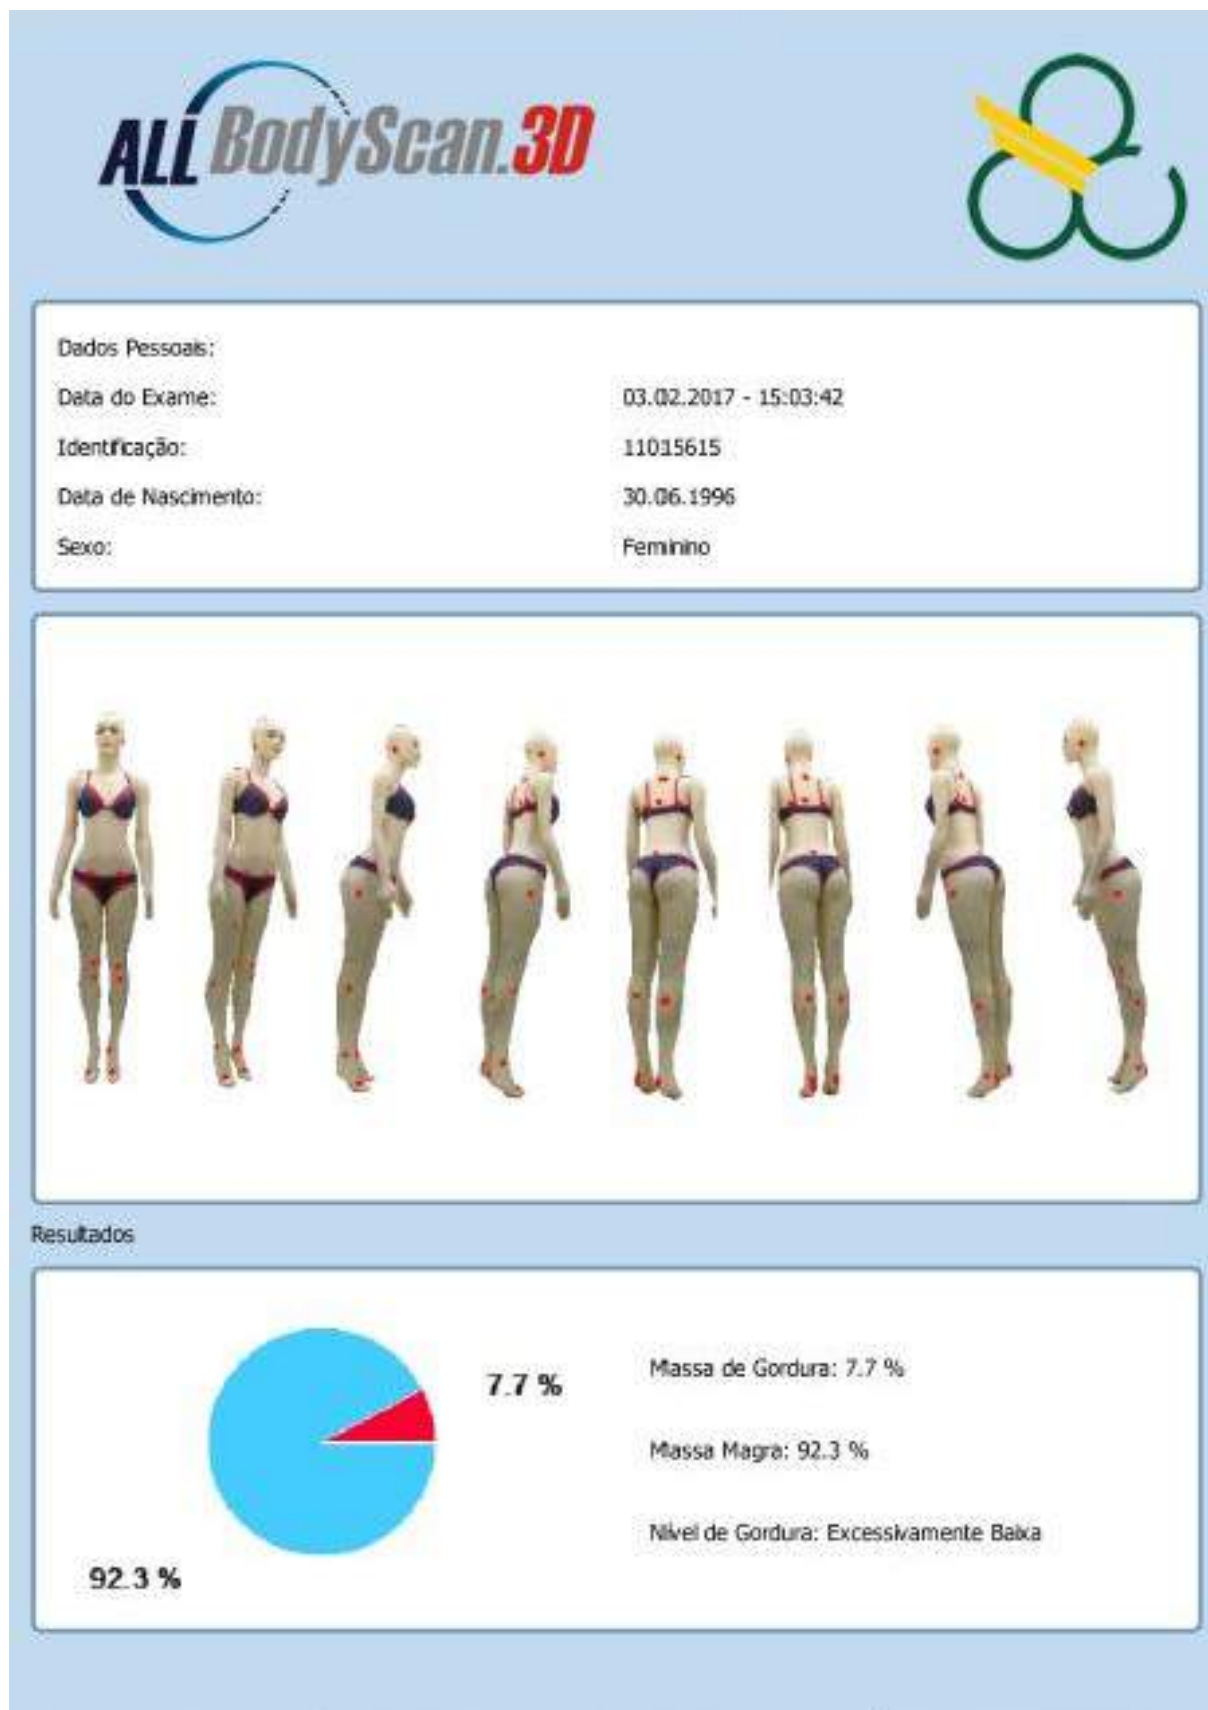 ALL BodyScan.3D
Dados Pessoais:
Data do Exame: 03.02.2017 - 15:03:42
Identificação: 11015615
Data de Nascimento: 30.06.1996
Sexo: Feminino
Resultados
7.7 %
Massa de Gordura: 7.7 %
Massa Magra: 92.3 %
Nível de Gordura: Excessivamente Baixa
92.3 %